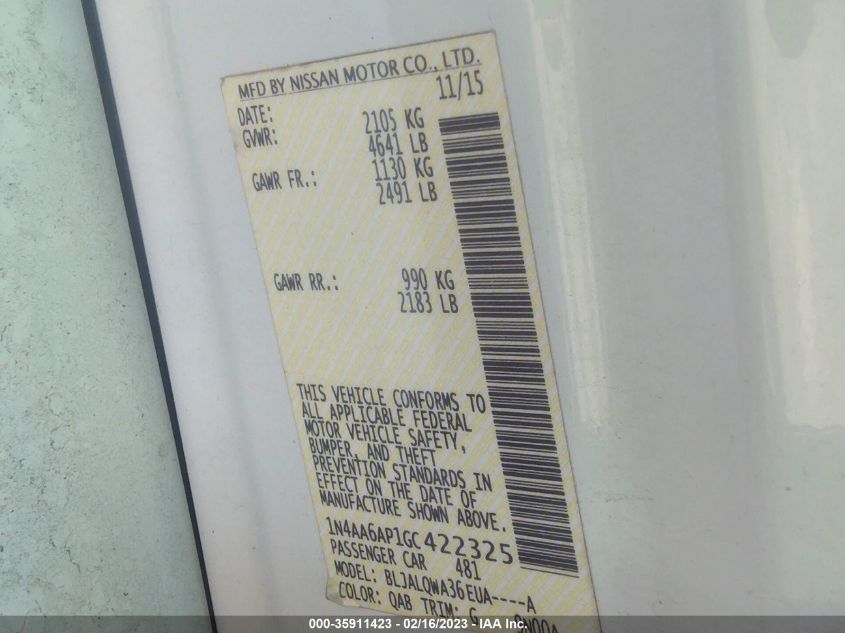 MFD BY NISSAN MOTOR CO., LTD.
DATE: 11/15
GVWR: 2105 KG
4641 LB
GAWR FR.: 1130 KG
2491 LB
GAWR RR.: 990 KG
2183 LB
THIS VEHICLE CONFORMS TO
ALL APPLICABLE FEDERAL
MOTOR VEHICLE SAFETY,
BUMPER, AND THEFT
PREVENTION STANDARDS IN
EFFECT ON THE DATE OF
MANUFACTURE SHOWN ABOVE.
1N4AA6AP1GC422325
PASSENGER CAR 481
MODEL: BLJALQWA36EUA----A
COLOR: QAB TRIM: G
000-35911423 - 02/16/2023 - IAA Inc.